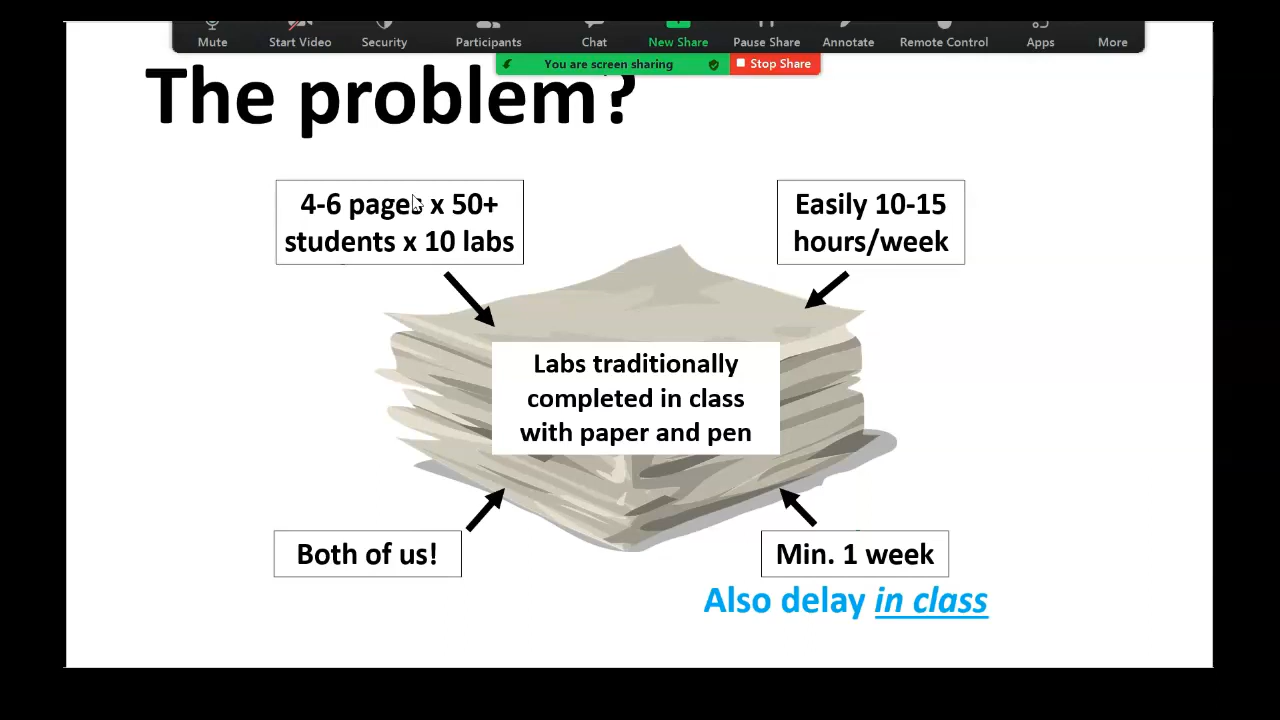 Mute Start Video Security Participants Chat New Share Pause Share Annotate Remote Control Apps More
You are screen sharing Stop Share
The problem?
4-6 pages x 50+
students x 10 labs
Easily 10-15
hours/week
Labs traditionally
completed in class
with paper and pen
Both of us!
Min. 1 week
Also delay in class